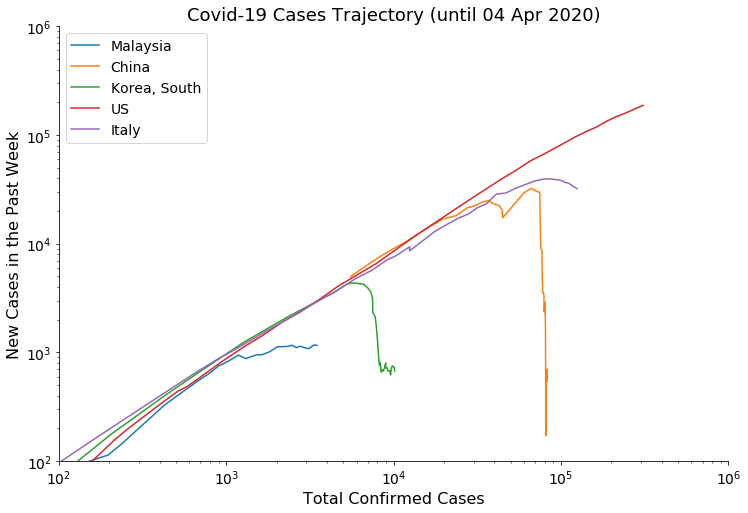 Covid-19 Cases Trajectory (until 04 Apr 2020)
10^6
Malaysia
China
Korea, South
US
Italy
10^5
10^4
10^3
10^2
New Cases in the Past Week
10^2 10^3 10^4 10^5 10^6
Total Confirmed Cases